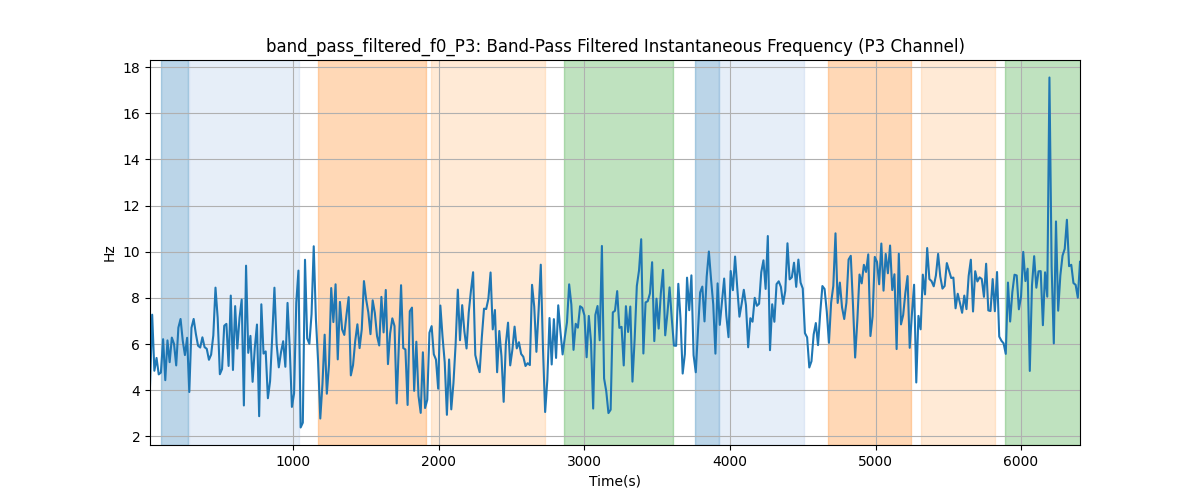 band_pass_filtered_f0_P3: Band-Pass Filtered Instantaneous Frequency (P3 Channel)
18
16
14
12
10
8
6
4
2
Hz
1000 2000 3000 4000 5000 6000
Time(s)